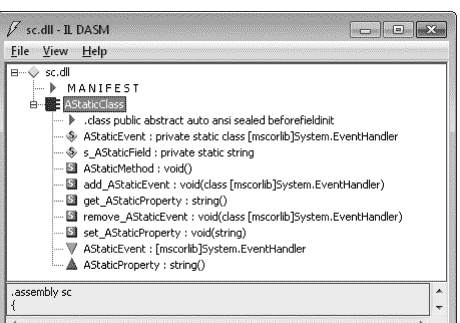 sc.dll - IL DASM
File View Help
sc.dll
MANIFEST
AStaticClass
.class public abstract auto ansi sealed beforefieldinit
AStaticEvent : private static class [mscorlib]System.EventHandler
s_AStaticField : private static string
AStaticMethod : void()
add_AStaticEvent : void(class [mscorlib]System.EventHandler)
get_AStaticProperty : string()
remove_AStaticEvent : void(class [mscorlib]System.EventHandler)
set_AStaticProperty : void(string)
AStaticEvent : [mscorlib]System.EventHandler
AStaticProperty : string()
.assembly sc
{